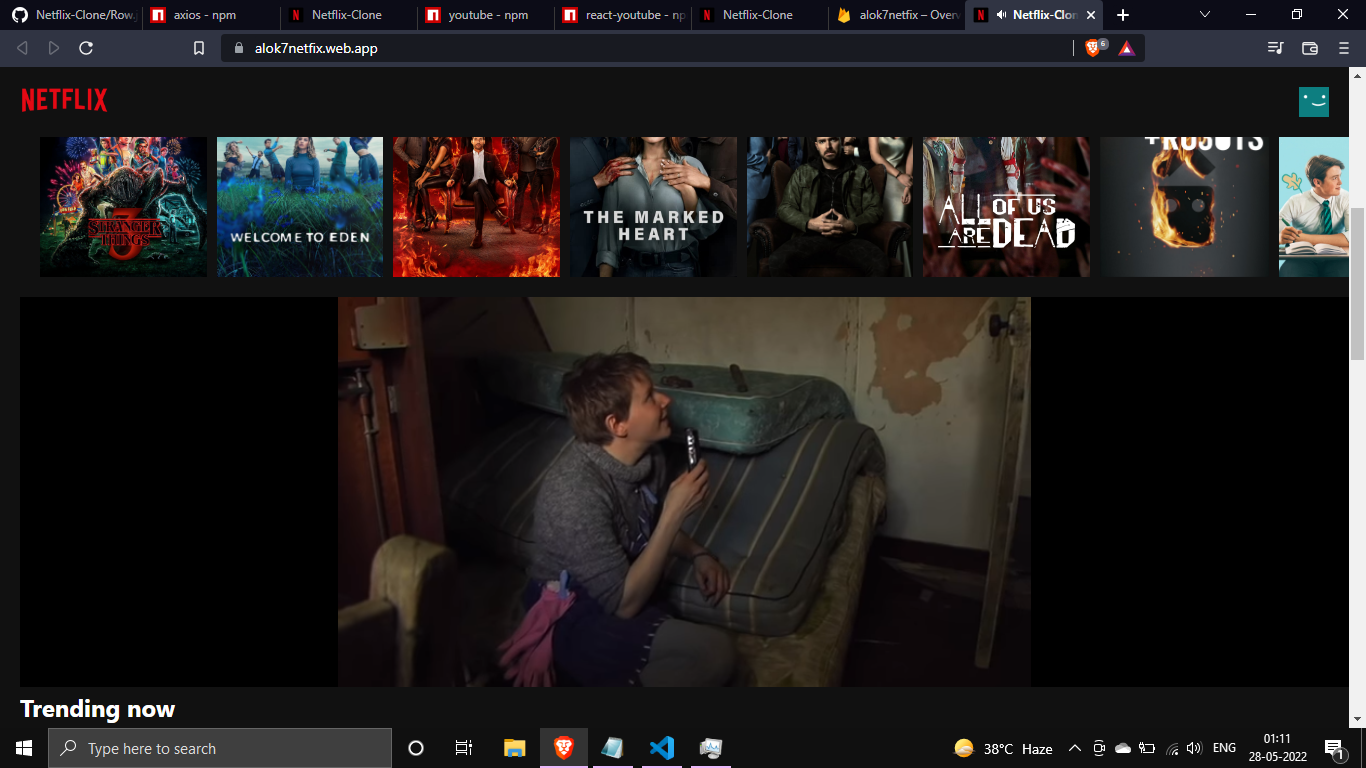 Netflix-Clone/Row.j
axios - npm
Netflix-Clone
youtube - npm
react-youtube - np
Netflix-Clone
alok7netfix – Over
Netflix-Clon
alok7netfix.web.app
6
NETFLIX
STRANGER
THINGS
3
WELCOME TO EDEN
THE MARKED
HEART
ALL OF US
ARE DEAD
+ROBOTS
Trending now
Type here to search
38°C Haze
ENG
01:11
28-05-2022
1